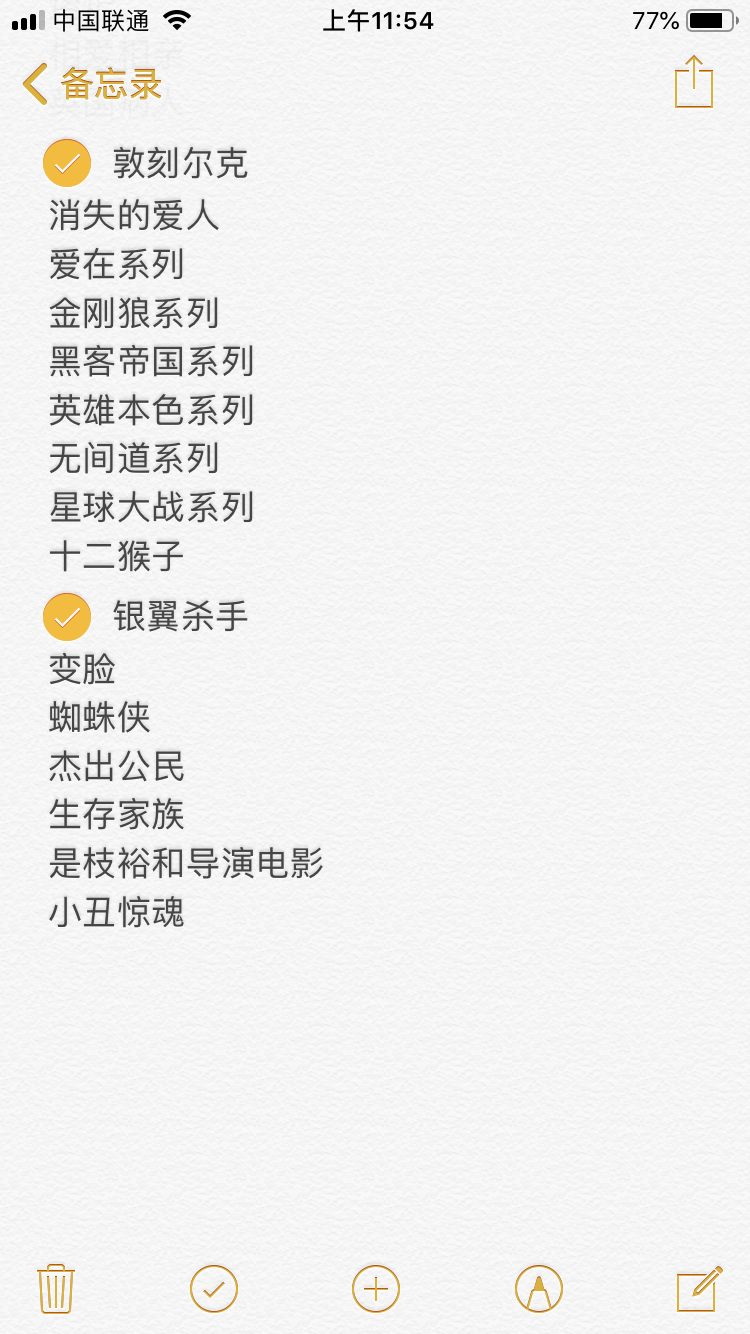 中国联通 上午11:54 77%
备忘录
敦刻尔克
消失的爱人
爱在系列
金刚狼系列
黑客帝国系列
英雄本色系列
无间道系列
星球大战系列
十二猴子
银翼杀手
变脸
蜘蛛侠
杰出公民
生存家族
是枝裕和导演电影
小丑惊魂